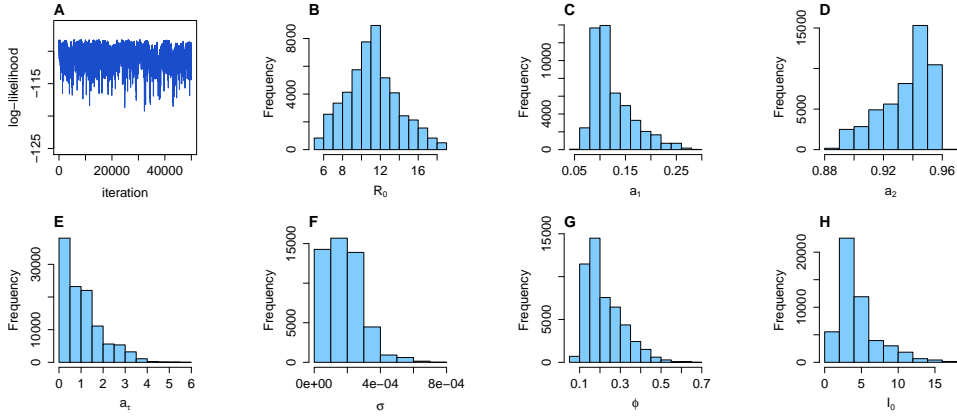 A
log−likelihood
−125
−115
0
20000
40000
iteration
B
Frequency
0
4000
8000
6
8
12
16
R0
C
Frequency
0
4000
8000
12000
0.05
0.15
0.25
a1
D
Frequency
0
5000
10000
15000
0.88
0.92
0.96
a2
E
Frequency
0
10000
30000
0
1
2
3
4
5
6
aτ
F
Frequency
0
5000
15000
0e+00
4e−04
8e−04
σ
G
Frequency
0
5000
15000
0.1
0.3
0.5
0.7
ϕ
H
Frequency
0
10000
20000
0
5
10
15
I0